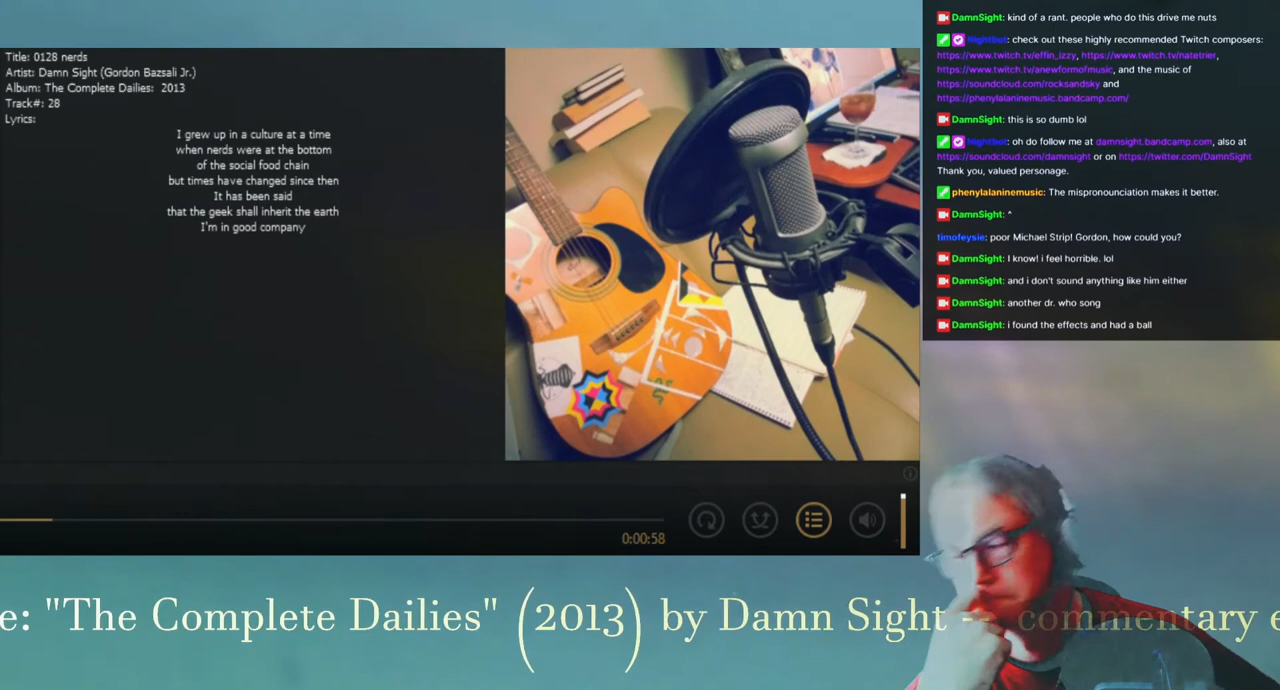 Title: 0128 nerds
Artist: Damn Sight (Gordon Bazsali Jr.)
Album: The Complete Dailies:  2013
Track#: 28
Lyrics:
I grew up in a culture at a time
when nerds were at the bottom
of the social food chain
but times have changed since then
It has been said
that the geek shall inherit the earth
I'm in good company
0:00:58
DamnSight: kind of a rant. people who do this drive me nuts
Nightbot: check out these highly recommended Twitch composers:
https://www.twitch.tv/effin_izzy, https://www.twitch.tv/natetrier,
https://www.twitch.tv/anewformofmusic, and the music of
https://soundcloud.com/rocksandsky and
https://phenylalaninemusic.bandcamp.com/
DamnSight: this is so dumb lol
Nightbot: oh do follow me at damnsight.bandcamp.com, also at
https://soundcloud.com/damnsight or on https://twitter.com/DamnSight
Thank you, valued personage.
phenylalaninemusic: The mispronounciation makes it better.
DamnSight: ^
timofeysie: poor Michael Strip! Gordon, how could you?
DamnSight: I know! i feel horrible. lol
DamnSight: and i don't sound anything like him either
DamnSight: another dr. who song
DamnSight: i found the effects and had a ball
e: "The Complete Dailies" (2013) by Damn Sight -- commentary e